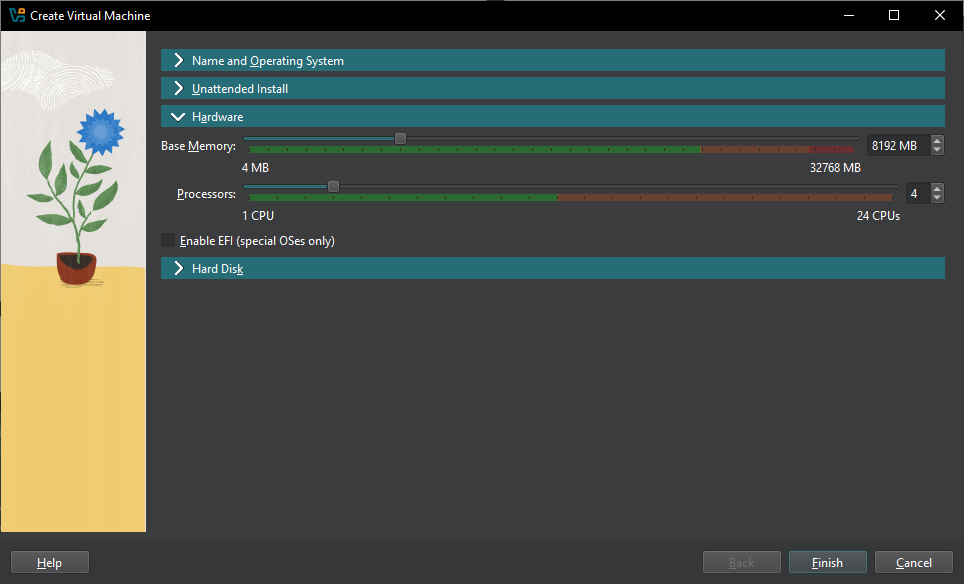 Create Virtual Machine
Name and Operating System
Unattended Install
Hardware
Base Memory:
8192 MB
4 MB
32768 MB
Processors:
4
1 CPU
24 CPUs
Enable EFI (special OSes only)
Hard Disk
Help
Back
Finish
Cancel